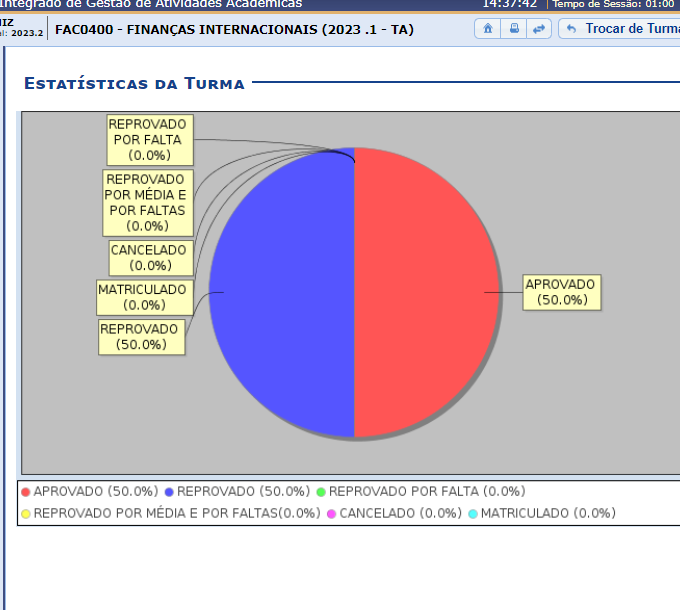 Integrado de Gestão de Atividades Acadêmicas 14:37:42 Tempo de Sessão: 01:00
IZ
l: 2023.2 FAC0400 - FINANÇAS INTERNACIONAIS (2023 .1 - TA) Trocar de Turma
ESTATÍSTICAS DA TURMA
REPROVADO
POR FALTA
(0.0%)
REPROVADO
POR MÉDIA E
POR FALTAS
(0.0%)
CANCELADO
(0.0%)
MATRICULADO
(0.0%)
REPROVADO
(50.0%)
APROVADO
(50.0%)
APROVADO (50.0%) REPROVADO (50.0%) REPROVADO POR FALTA (0.0%)
REPROVADO POR MÉDIA E POR FALTAS(0.0%) CANCELADO (0.0%) MATRICULADO (0.0%)